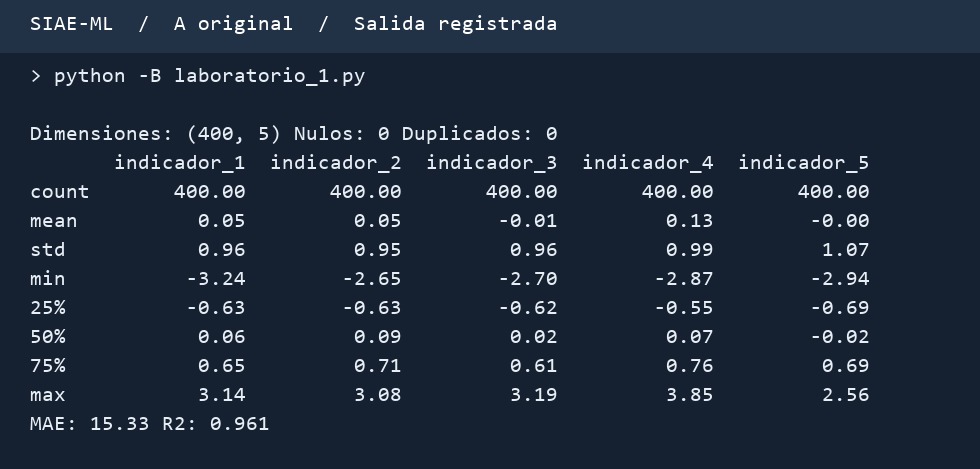 SIAE-ML / A original / Salida registrada
> python -B laboratorio_1.py
Dimensiones: (400, 5) Nulos: 0 Duplicados: 0
indicador_1 indicador_2 indicador_3 indicador_4 indicador_5
count 400.00 400.00 400.00 400.00 400.00
mean 0.05 0.05 -0.01 0.13 -0.00
std 0.96 0.95 0.96 0.99 1.07
min -3.24 -2.65 -2.70 -2.87 -2.94
25% -0.63 -0.63 -0.62 -0.55 -0.69
50% 0.06 0.09 0.02 0.07 -0.02
75% 0.65 0.71 0.61 0.76 0.69
max 3.14 3.08 3.19 3.85 2.56
MAE: 15.33 R2: 0.961